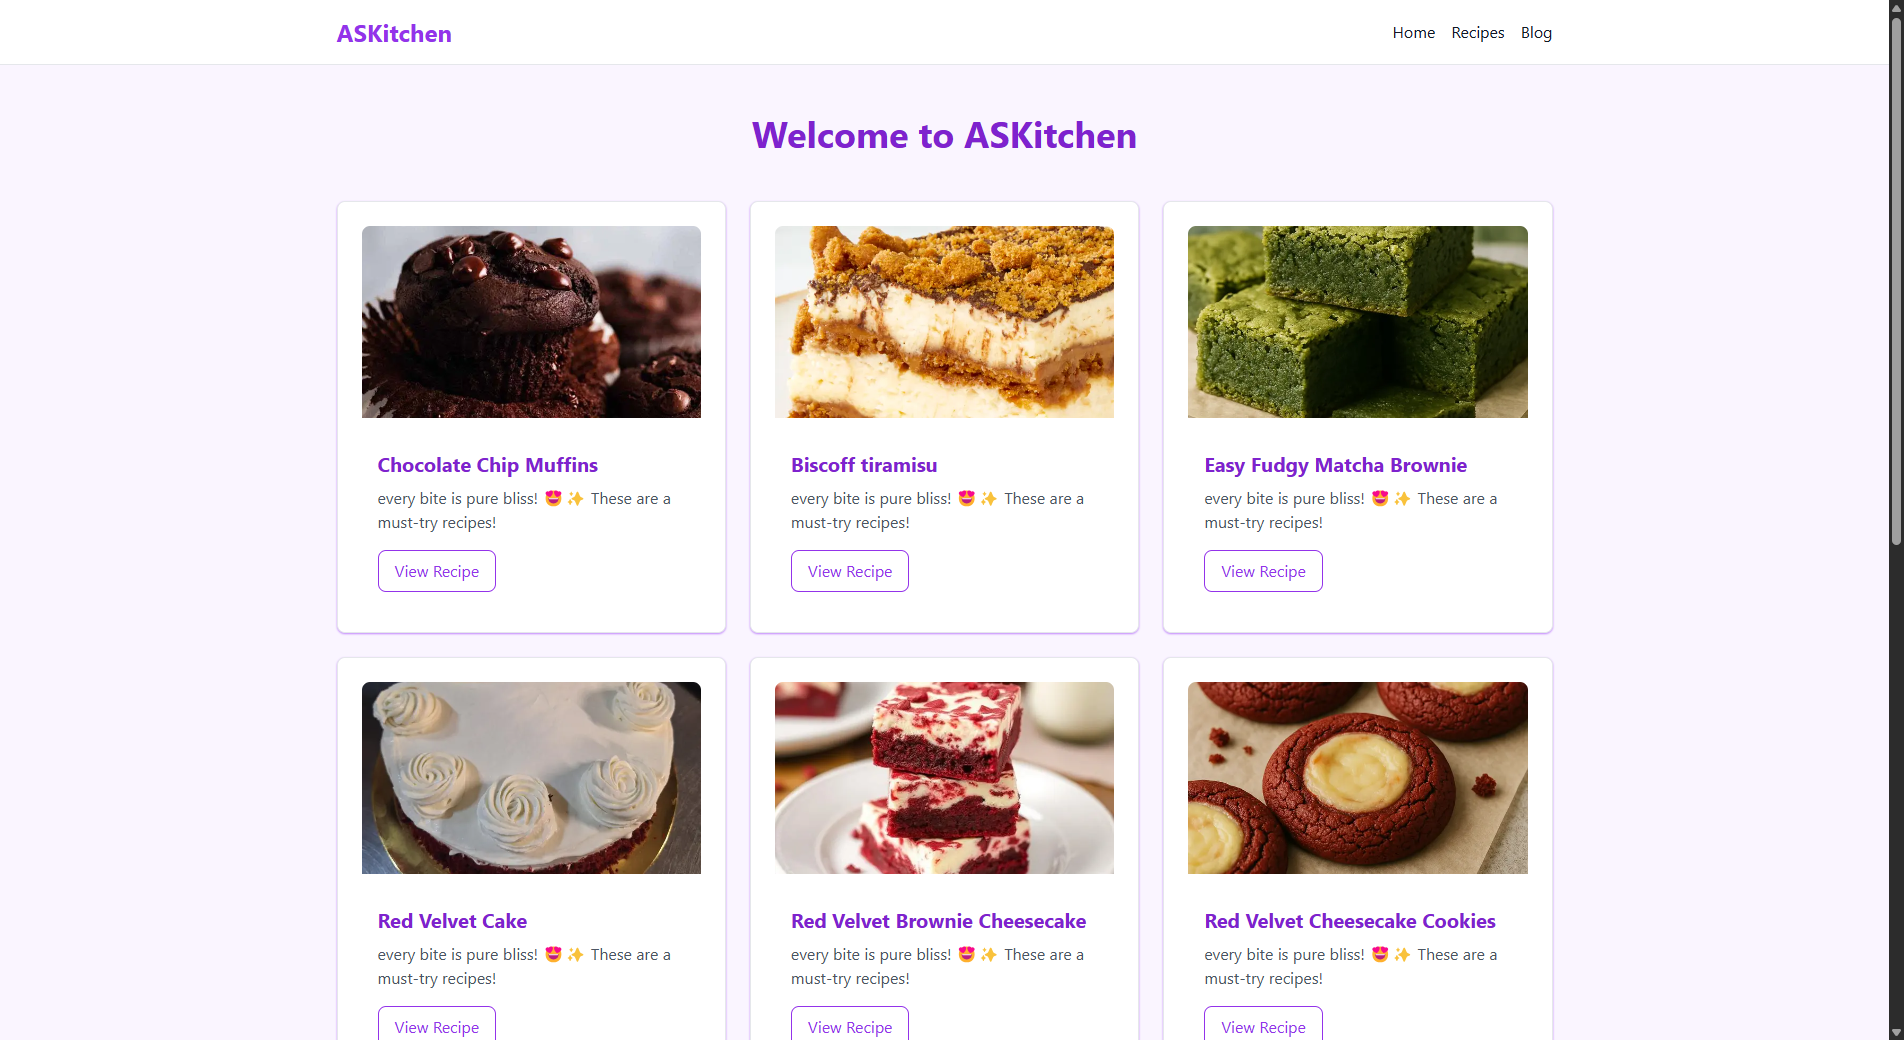 ASKitchen
Home Recipes Blog
Welcome to ASKitchen
Chocolate Chip Muffins
every bite is pure bliss! 😍 ✨ These are a
must-try recipes!
View Recipe
Biscoff tiramisu
every bite is pure bliss! 😍 ✨ These are a
must-try recipes!
View Recipe
Easy Fudgy Matcha Brownie
every bite is pure bliss! 😍 ✨ These are a
must-try recipes!
View Recipe
Red Velvet Cake
every bite is pure bliss! 😍 ✨ These are a
must-try recipes!
View Recipe
Red Velvet Brownie Cheesecake
every bite is pure bliss! 😍 ✨ These are a
must-try recipes!
View Recipe
Red Velvet Cheesecake Cookies
every bite is pure bliss! 😍 ✨ These are a
must-try recipes!
View Recipe